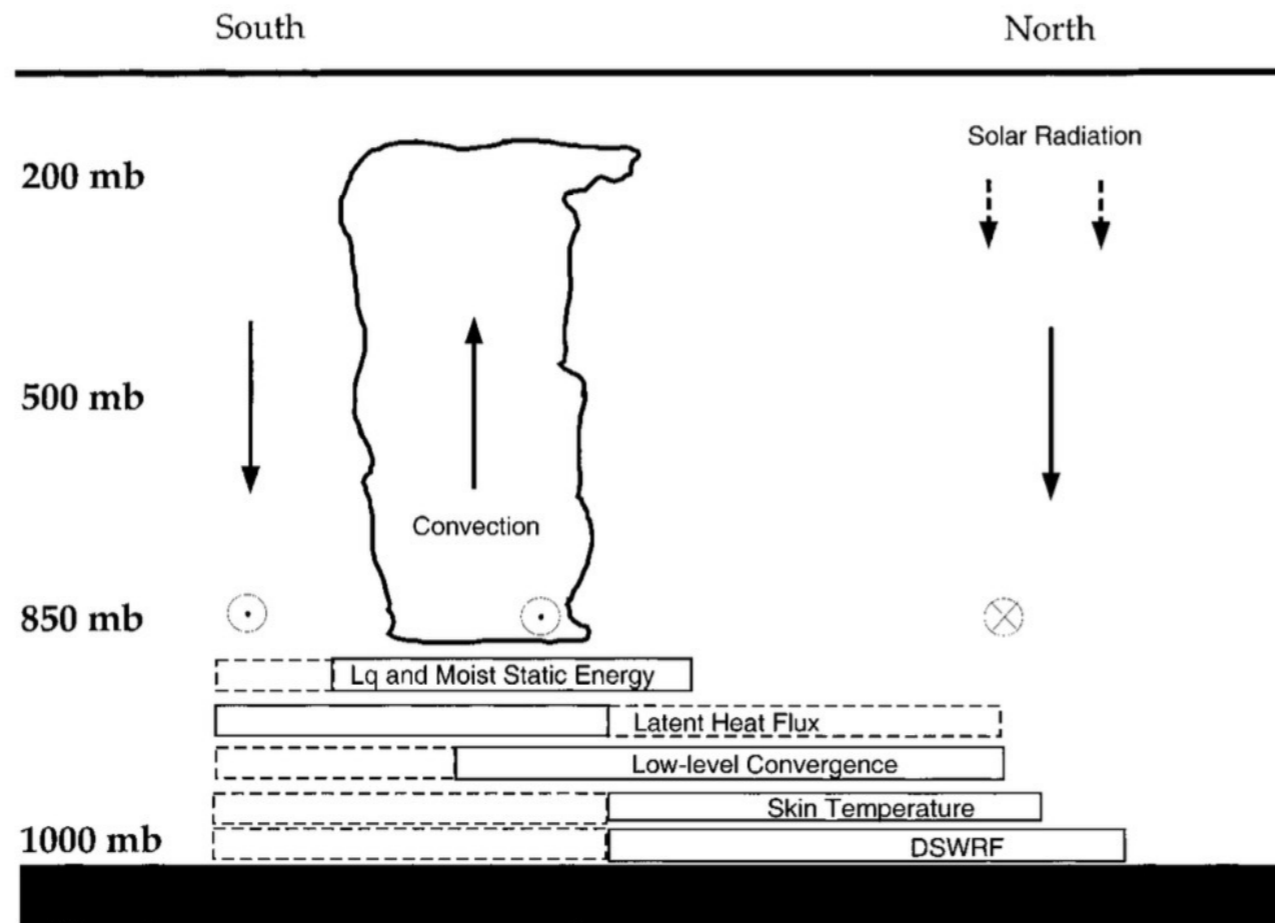 South North
Solar Radiation
200 mb
500 mb
Convection
850 mb
Lq and Moist Static Energy
Latent Heat Flux
Low-level Convergence
Skin Temperature
1000 mb DSWRF